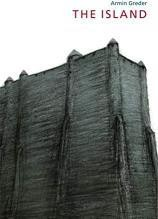 Armin Greder
THE ISLAND